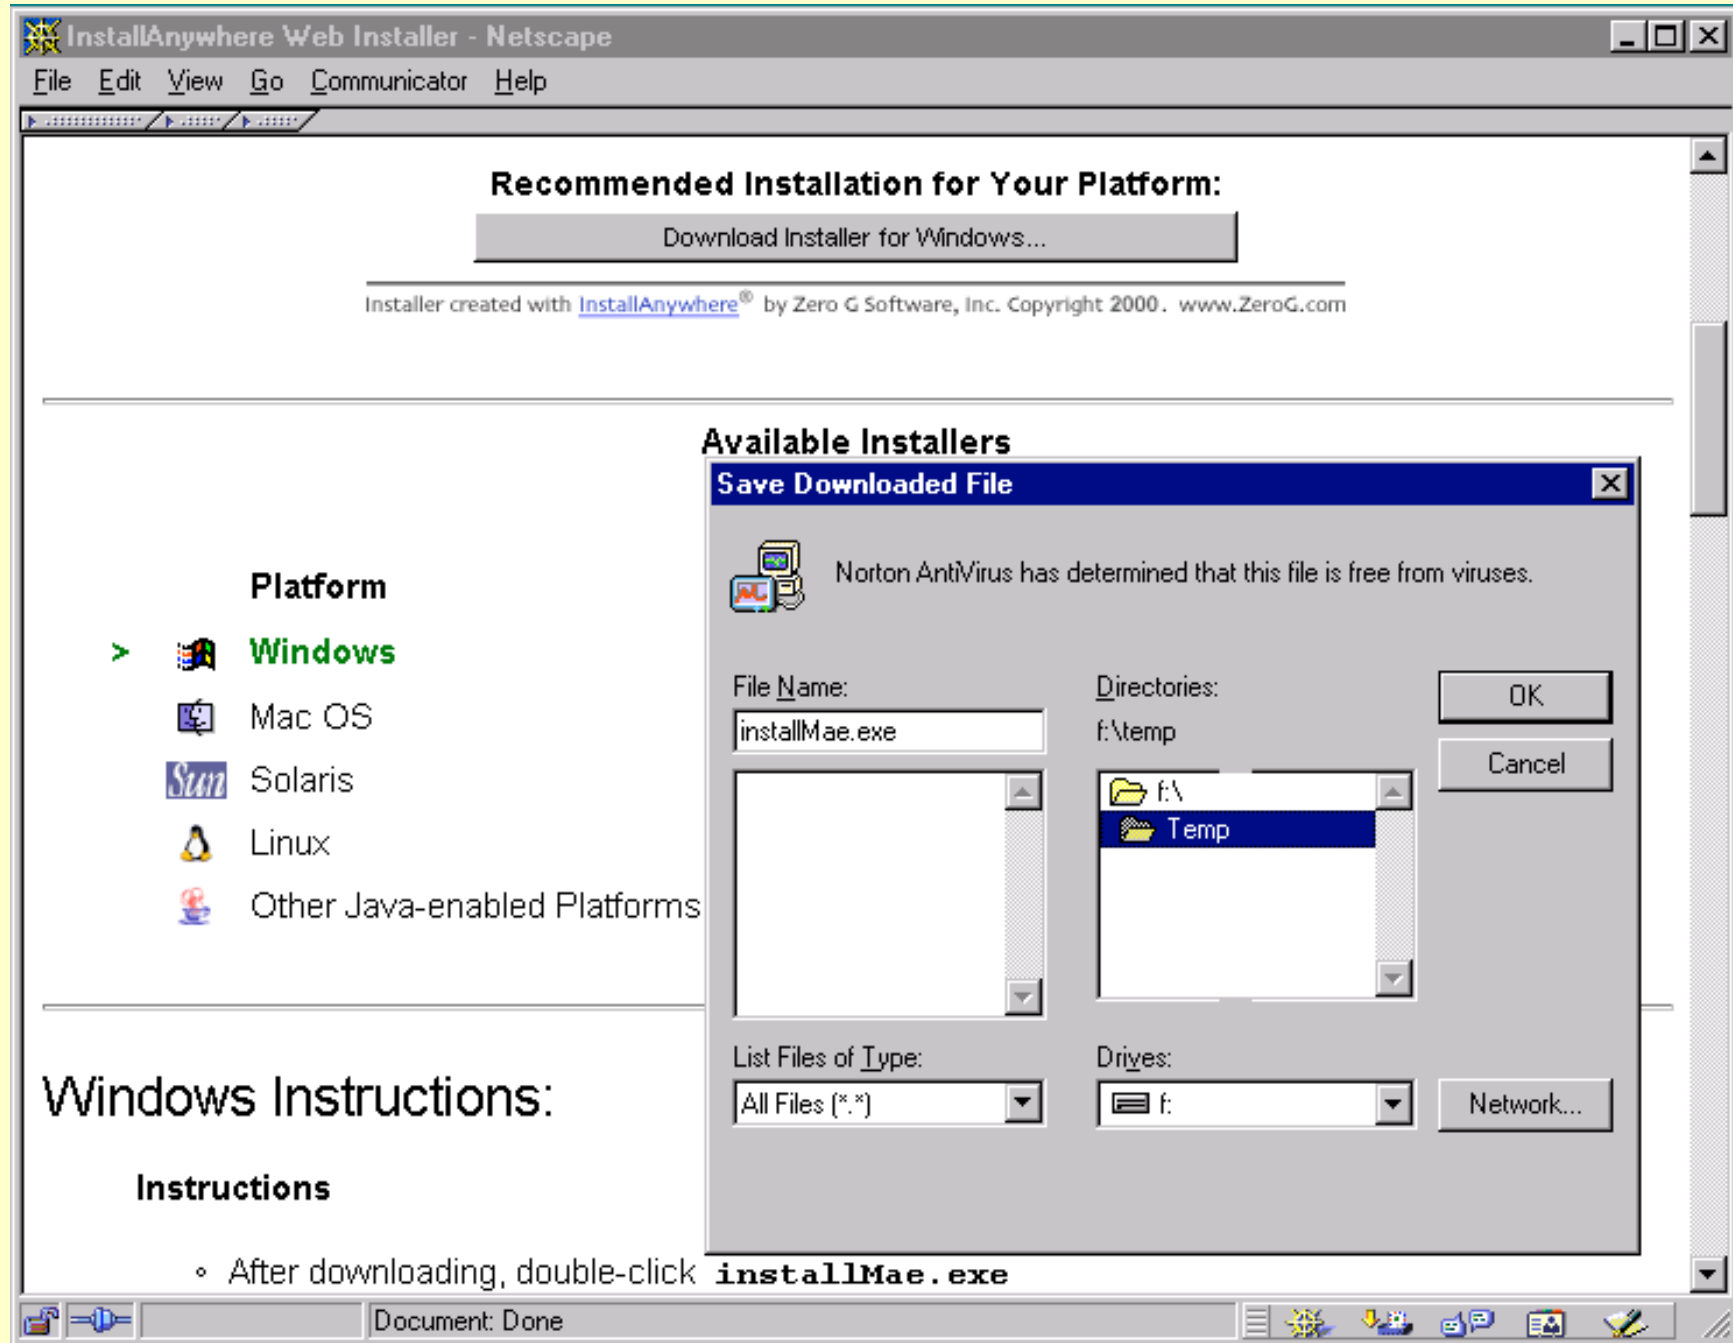 InstallAnywhere Web Installer - Netscape
File Edit View Go Communicator Help
Recommended Installation for Your Platform:
Download Installer for Windows...
Installer created with InstallAnywhere® by Zero G Software, Inc. Copyright 2000. www.ZeroG.com
Available Installers
Platform
> Windows
Mac OS
Sun Solaris
Linux
Other Java-enabled Platforms
Save Downloaded File
Norton AntiVirus has determined that this file is free from viruses.
File Name:
installMae.exe
Directories:
f:\temp
f:\
Temp
OK
Cancel
List Files of Type:
All Files (*.*)
Drives:
f:
Network...
Windows Instructions:
Instructions
After downloading, double-click installMae.exe
Document: Done